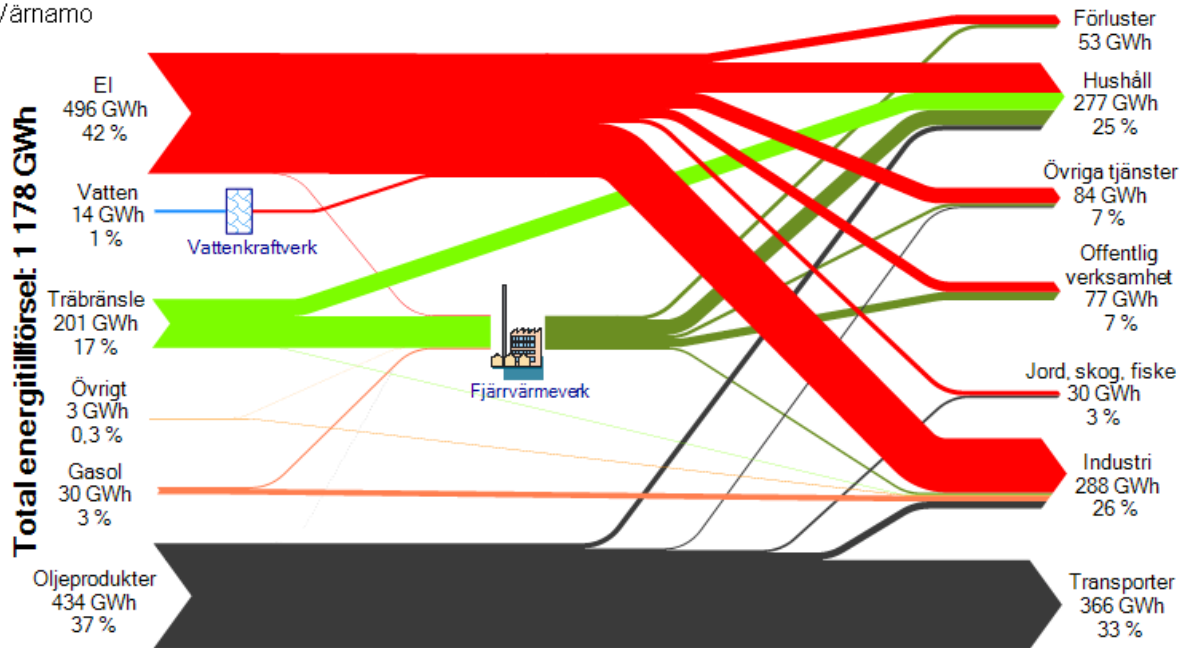 Värnamo
Total energitillförsel: 1 178 GWh
El
496 GWh
42 %
Vatten
14 GWh
1 %
Vattenkraftverk
Träbränsle
201 GWh
17 %
Övrigt
3 GWh
0,3 %
Gasol
30 GWh
3 %
Oljeprodukter
434 GWh
37 %
Fjärrvärmeverk
Förluster
53 GWh
Hushåll
277 GWh
25 %
Övriga tjänster
84 GWh
7 %
Offentlig
verksamhet
77 GWh
7 %
Jord, skog, fiske
30 GWh
3 %
Industri
288 GWh
26 %
Transporter
366 GWh
33 %